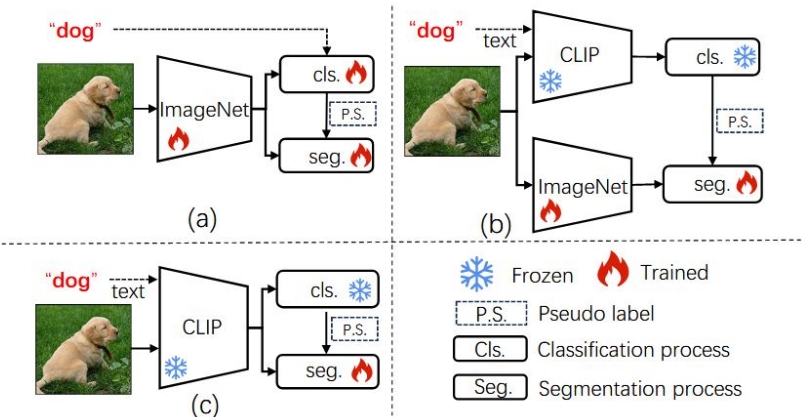 “dog”
cls.
ImageNet
P.S.
seg.
(a)
“dog”
text
CLIP
cls.
P.S.
ImageNet
seg.
(b)
“dog”
text
cls.
CLIP
P.S.
seg.
(c)
Frozen
Trained
P.S.
Pseudo label
Cls.
Classification process
Seg.
Segmentation process